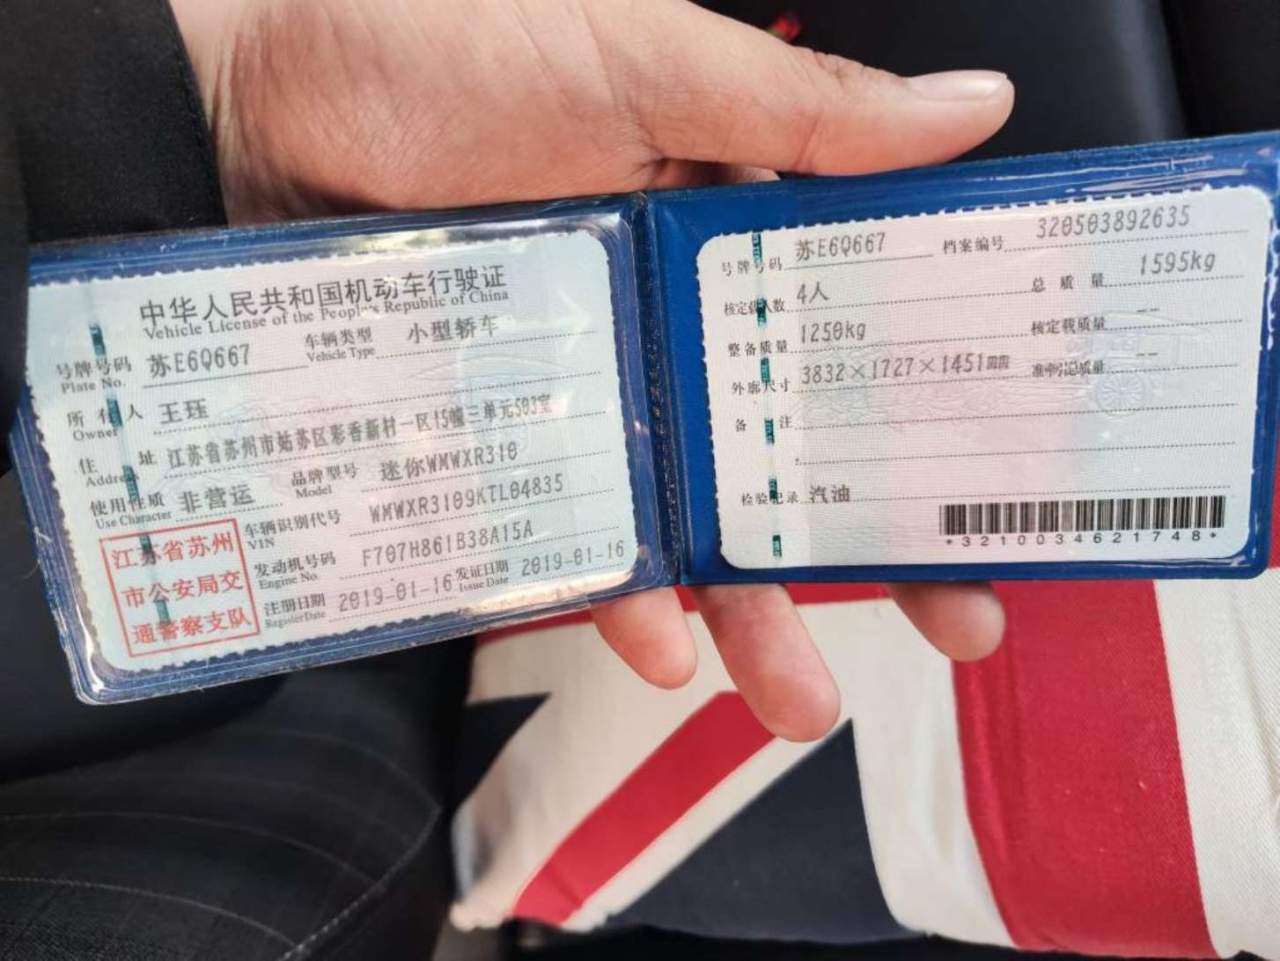 中华人民共和国机动车行驶证
Vehicle License of the People's Republic of China
号牌号码 苏E6Q667 车辆类型 小型轿车
Plate No. Vehicle Type
所有人 王珏
Owner
住址 江苏省苏州市姑苏区彩香新村一区15幢三单元503室
Address
使用性质 非营运 品牌型号 迷你WMWXR310
Use Character Model
车辆识别代号 WMWXR3109KTL04835
VIN
发动机号码 F707H861B38A15A
Engine No.
注册日期 2019-01-16 发证日期 2019-01-16
Register Date Issue Date
江苏省苏州
市公安局交
通警察支队
号牌号码 苏E6Q667 档案编号 320503892635
核定载人数 4人 总质量 1595kg
整备质量 1250kg 核定载质量 --
外廓尺寸 3832×1727×1451mm 准牵引总质量 --
备注
检验记录 汽油
*3210034621748*